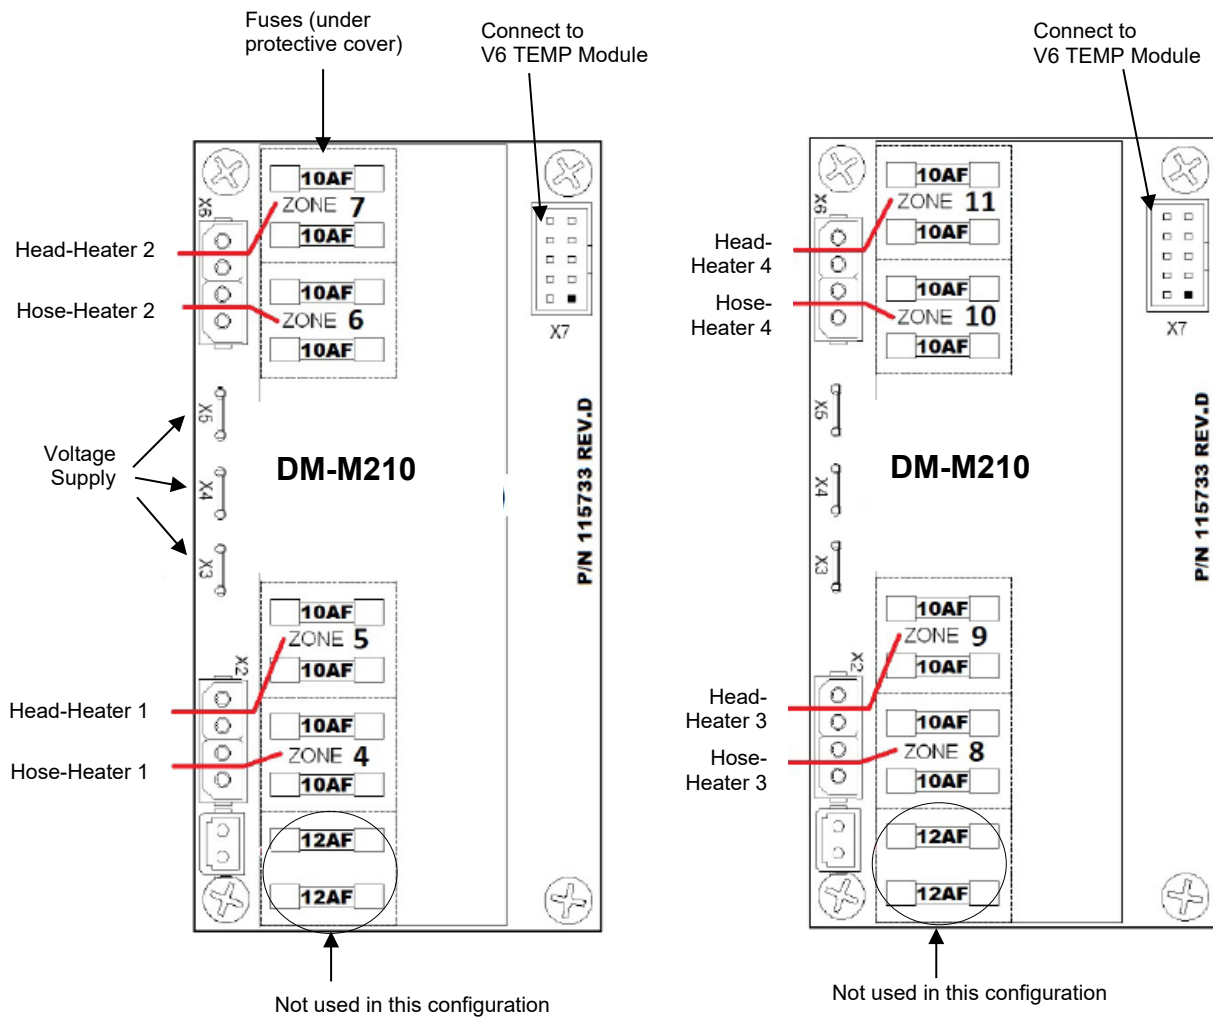 Fuses (under
protective cover)
Connect to
V6 TEMP Module
10AF
ZONE 7
10AF
X6
Head-Heater 2
10AF
Hose-Heater 2
ZONE 6
10AF
X7
X5
Voltage
Supply
X4
DM-M210
X3
P/N 115733 REV.D
10AF
ZONE 5
10AF
X2
Head-Heater 1
10AF
ZONE 4
Hose-Heater 1
10AF
12AF
12AF
Not used in this configuration
Connect to
V6 TEMP Module
10AF
ZONE 11
10AF
X6
Head-
Heater 4
10AF
Hose-
Heater 4
ZONE 10
10AF
X7
X5
X4
DM-M210
X3
P/N 115733 REV.D
10AF
ZONE 9
10AF
X2
Head-
Heater 3
10AF
ZONE 8
Hose-
Heater 3
10AF
12AF
12AF
Not used in this configuration